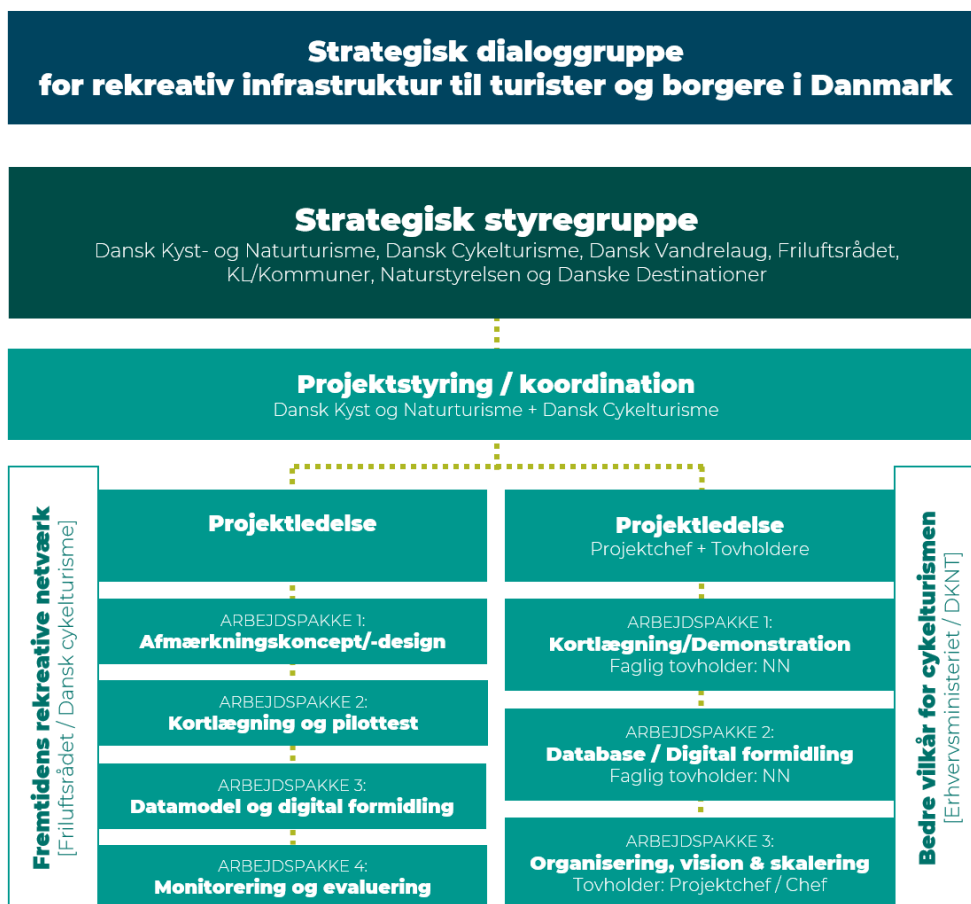 Strategisk dialoggruppe
for rekreativ infrastruktur til turister og borgere i Danmark
Strategisk styregruppe
Dansk Kyst- og Naturturisme, Dansk Cykelturisme, Dansk Vandrelaug, Friluftsrådet,
KL/Kommuner, Naturstyrelsen og Danske Destinationer
Projektstyring / koordination
Dansk Kyst og Naturturisme + Dansk Cykelturisme
Fremtidens rekreative netværk
[Friluftsrådet / Dansk cykelturisme]
Projektledelse
ARBEJDSPAKKE 1:
Afmærkningskoncept/-design
ARBEJDSPAKKE 2:
Kortlægning og pilottest
ARBEJDSPAKKE 3:
Datamodel og digital formidling
ARBEJDSPAKKE 4:
Monitorering og evaluering
Projektledelse
Projektchef + Tovholdere
ARBEJDSPAKKE 1:
Kortlægning/Demonstration
Faglig tovholder: NN
ARBEJDSPAKKE 2:
Database / Digital formidling
Faglig tovholder: NN
ARBEJDSPAKKE 3:
Organisering, vision & skalering
Tovholder: Projektchef / Chef
Bedre vilkår for cykelturismen
[Erhvervsministeriet / DKNT]